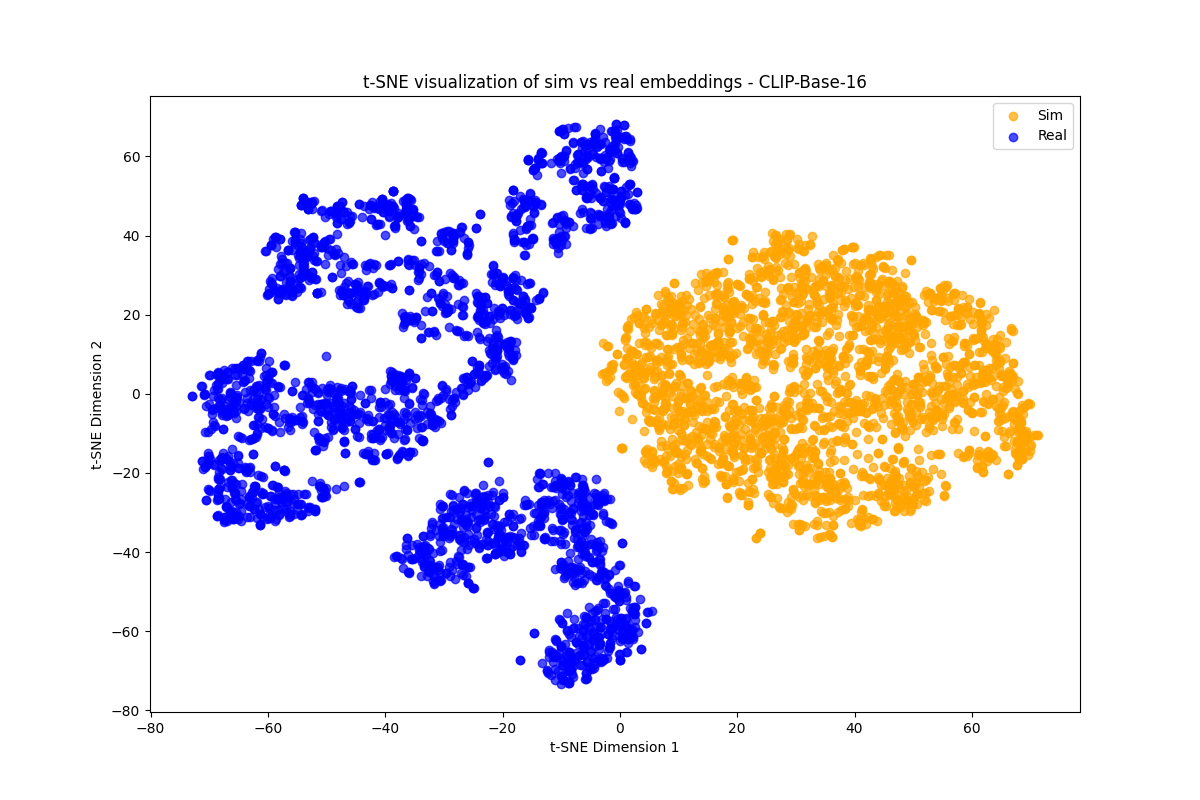 t-SNE visualization of sim vs real embeddings - CLIP-Base-16
Sim
Real
60
40
20
0
−20
−40
−60
−80
t-SNE Dimension 2
−80 −60 −40 −20 0 20 40 60
t-SNE Dimension 1